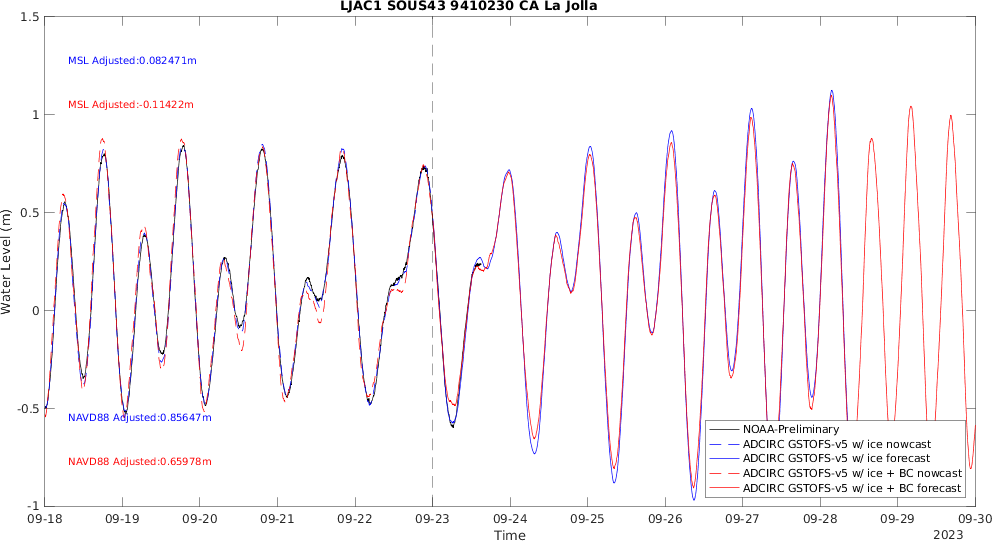 LJAC1 SOUS43 9410230 CA La Jolla
1.5
1
0.5
0
-0.5
-1
Water Level (m)
MSL Adjusted:0.082471m
MSL Adjusted:-0.11422m
NAVD88 Adjusted:0.85647m
NAVD88 Adjusted:0.65978m
NOAA-Preliminary
ADCIRC GSTOFS-v5 w/ ice nowcast
ADCIRC GSTOFS-v5 w/ ice forecast
ADCIRC GSTOFS-v5 w/ ice + BC nowcast
ADCIRC GSTOFS-v5 w/ ice + BC forecast
09-18 09-19 09-20 09-21 09-22 09-23 09-24 09-25 09-26 09-27 09-28 09-29 09-30
Time
2023